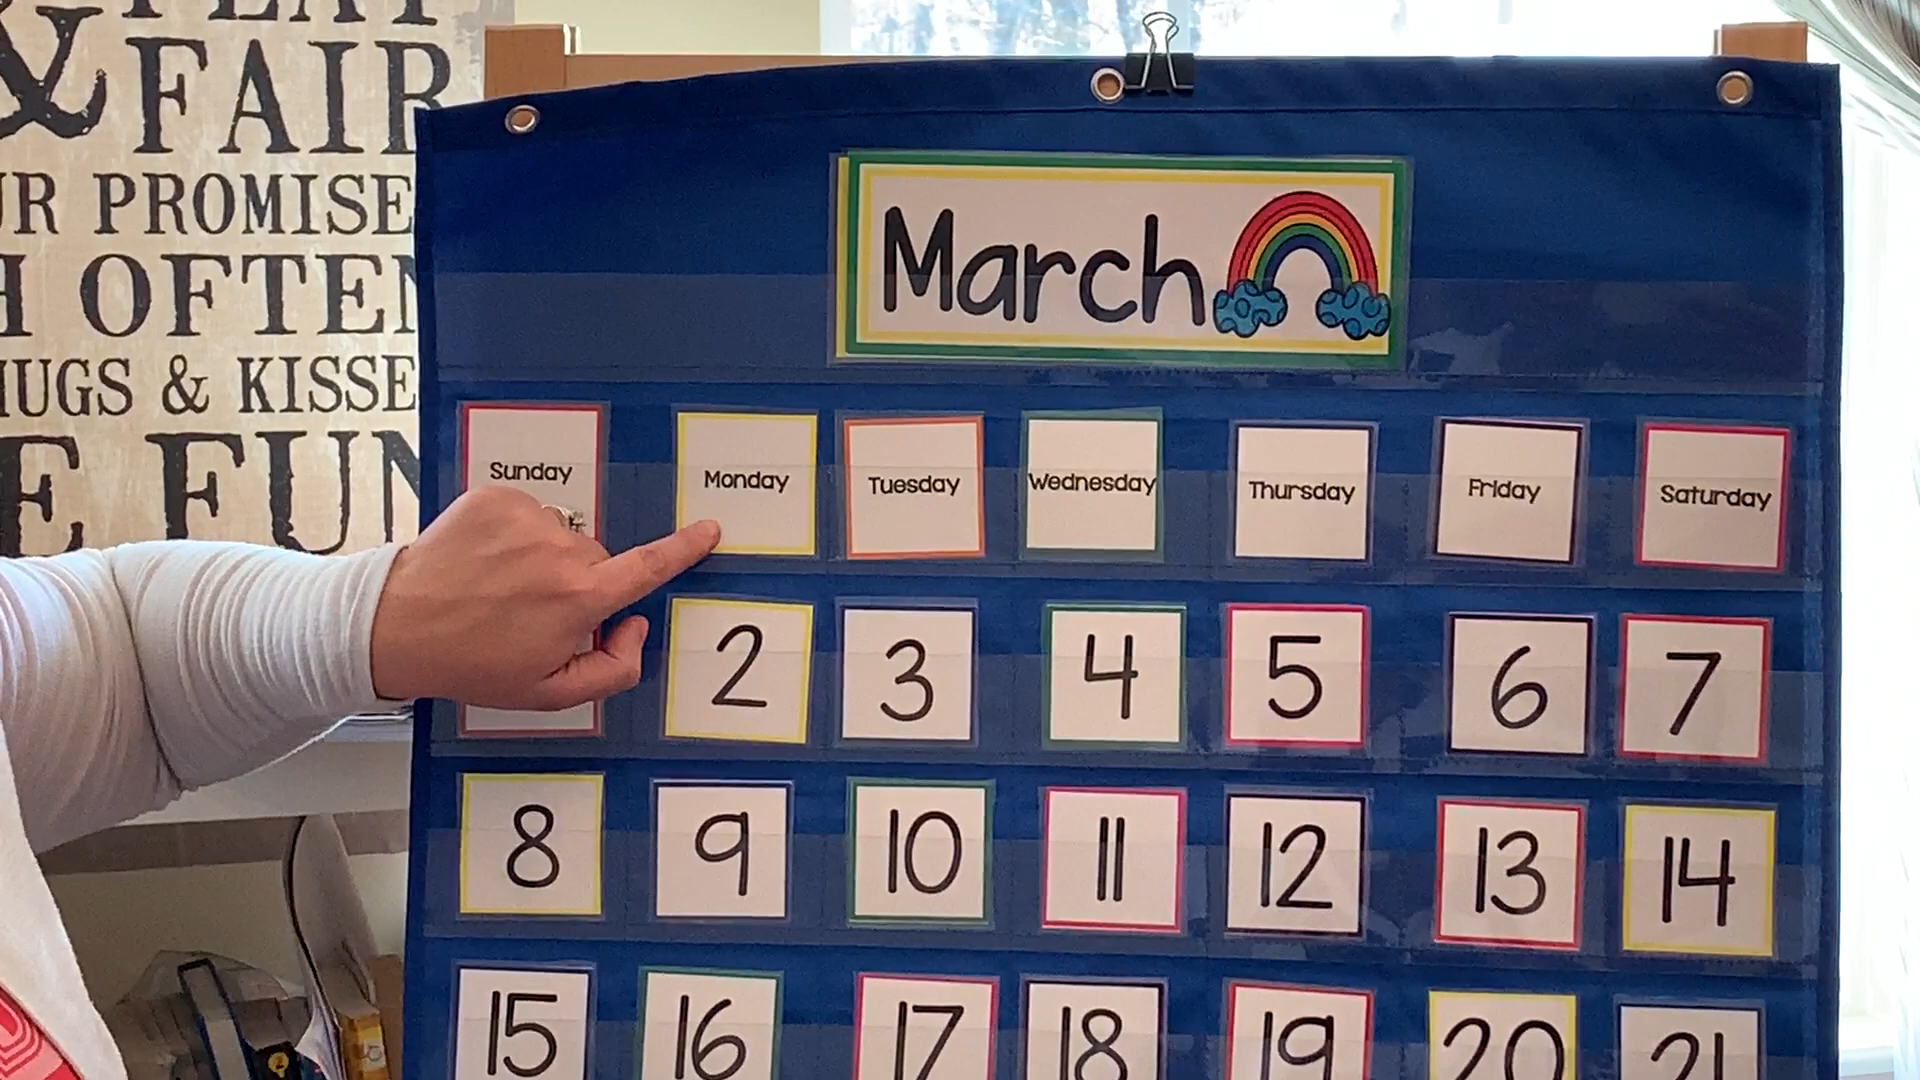 & FAIR
UR PROMISE
H OFTEN
HUGS & KISSE
E FUN
March
Sunday Monday Tuesday Wednesday Thursday Friday Saturday
2 3 4 5 6 7
8 9 10 11 12 13 14
15 16 17 18 19 20 21